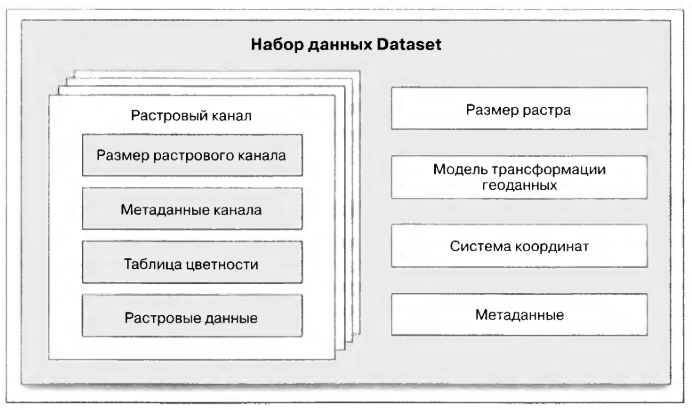 Набор данных Dataset
Растровый канал
Размер растрового канала
Метаданные канала
Таблица цветности
Растровые данные
Размер растра
Модель трансформации
геоданных
Система координат
Метаданные